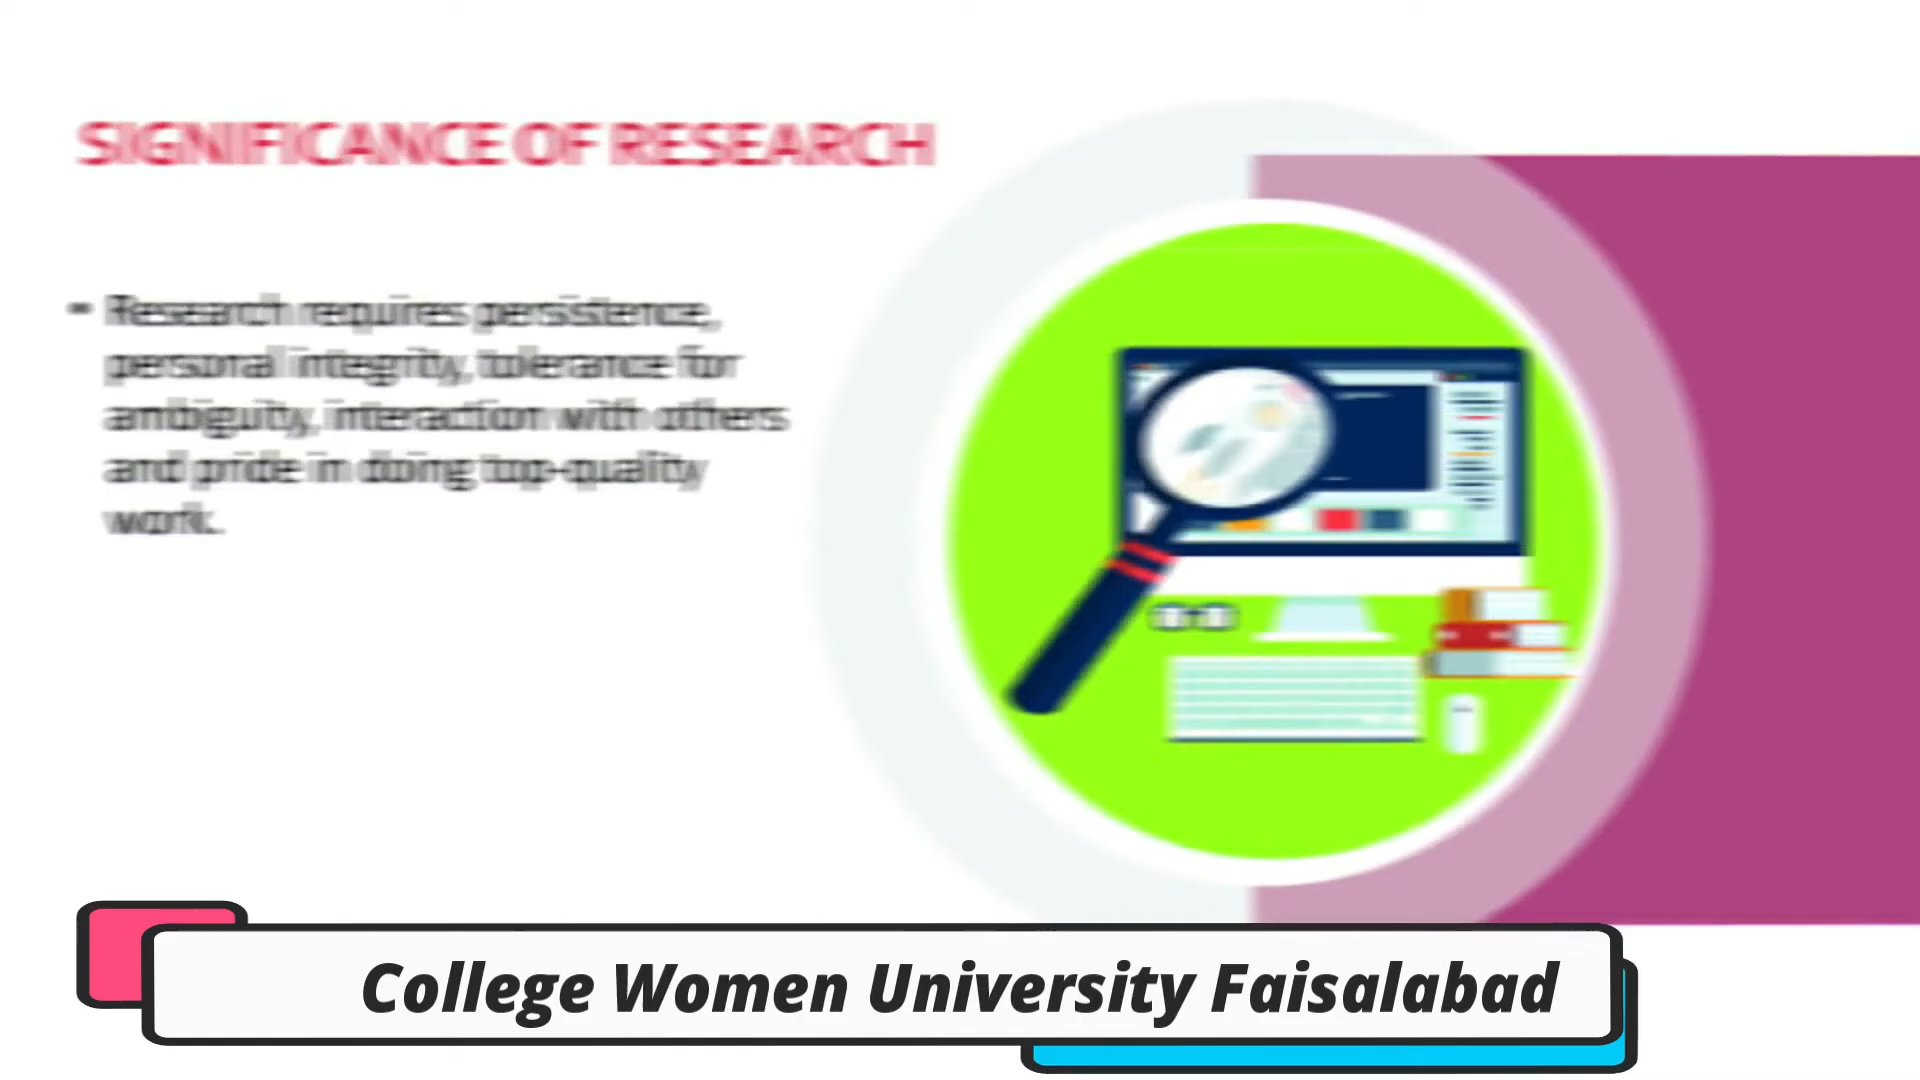 SIGNIFICANCE OF RESEARCH
- Research requires persistence,
personal integrity, tolerance for
ambiguity, interaction with others
and pride in doing top-quality
work.
College Women University Faisalabad